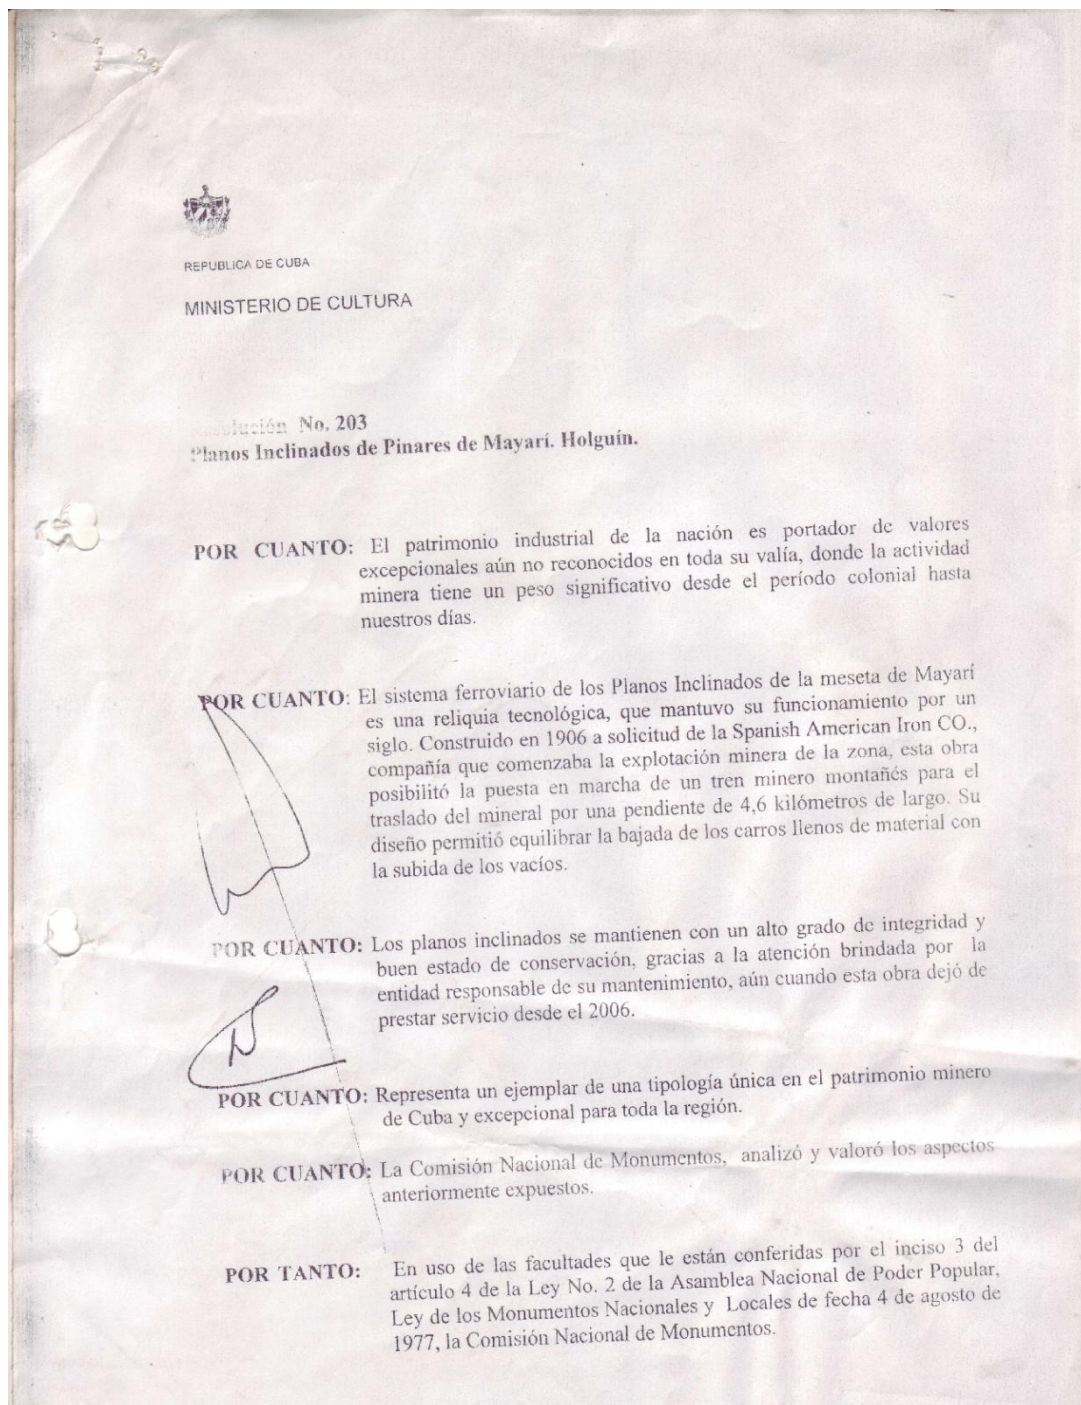 REPUBLICA DE CUBA
MINISTERIO DE CULTURA
Resolución No. 203
Planos Inclinados de Pinares de Mayarí. Holguín.
POR CUANTO: El patrimonio industrial de la nación es portador de valores
excepcionales aún no reconocidos en toda su valía, donde la actividad
minera tiene un peso significativo desde el período colonial hasta
nuestros días.
POR CUANTO: El sistema ferroviario de los Planos Inclinados de la meseta de Mayarí
es una reliquia tecnológica, que mantuvo su funcionamiento por un
siglo. Construido en 1906 a solicitud de la Spanish American Iron CO.,
compañía que comenzaba la explotación minera de la zona, esta obra
posibilitó la puesta en marcha de un tren minero montañés para el
traslado del mineral por una pendiente de 4,6 kilómetros de largo. Su
diseño permitió equilibrar la bajada de los carros llenos de material con
la subida de los vacíos.
POR CUANTO: Los planos inclinados se mantienen con un alto grado de integridad y
buen estado de conservación, gracias a la atención brindada por la
entidad responsable de su mantenimiento, aún cuando esta obra dejó de
prestar servicio desde el 2006.
POR CUANTO: Representa un ejemplar de una tipología única en el patrimonio minero
de Cuba y excepcional para toda la región.
POR CUANTO: La Comisión Nacional de Monumentos, analizó y valoró los aspectos
anteriormente expuestos.
POR TANTO: En uso de las facultades que le están conferidas por el inciso 3 del
artículo 4 de la Ley No. 2 de la Asamblea Nacional de Poder Popular,
Ley de los Monumentos Nacionales y Locales de fecha 4 de agosto de
1977, la Comisión Nacional de Monumentos.